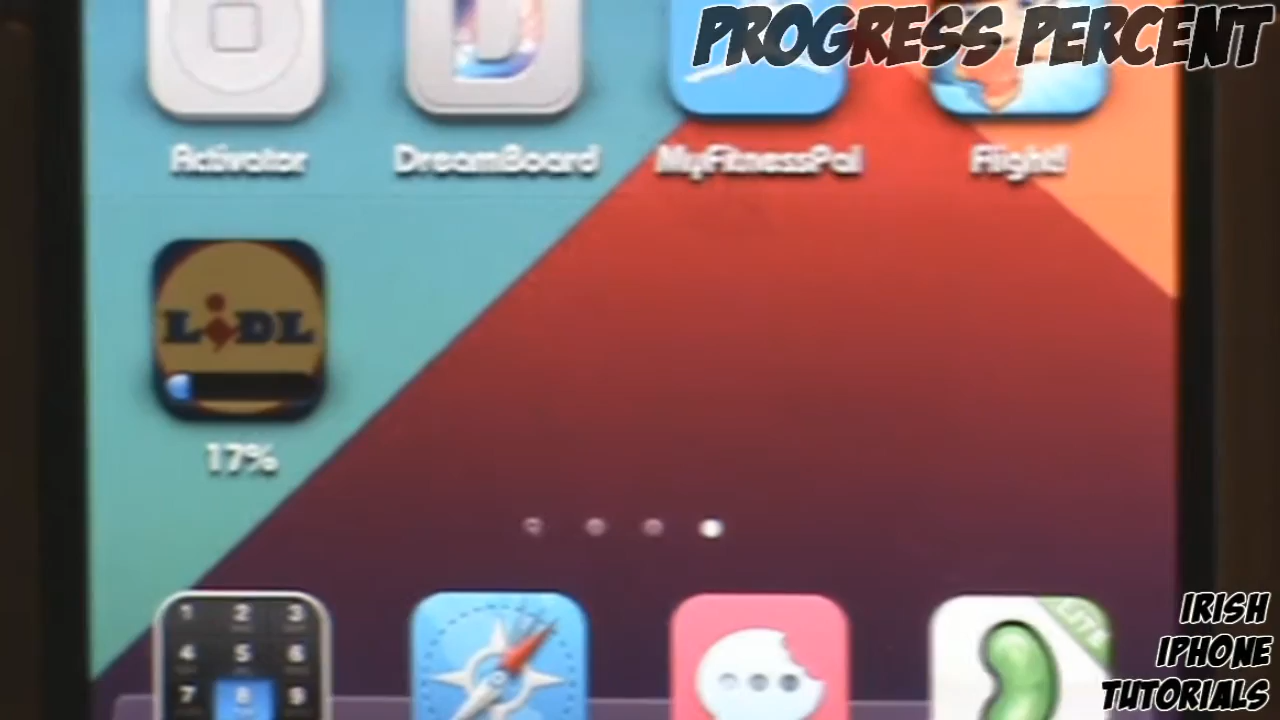 PROGRESS PERCENT
Activator DreamBoard MyFitnessPal Flight!
LiDL
17%
1 2 3
4 5 6
7 8 9
LITE
IRISH
IPHONE
TUTORIALS